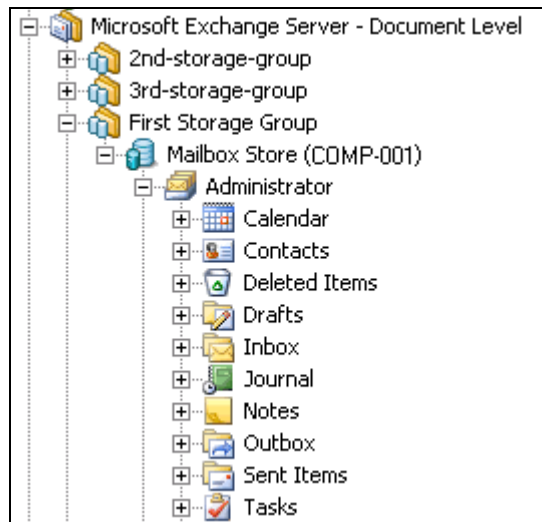 Microsoft Exchange Server - Document Level
2nd-storage-group
3rd-storage-group
First Storage Group
Mailbox Store (COMP-001)
Administrator
Calendar
Contacts
Deleted Items
Drafts
Inbox
Journal
Notes
Outbox
Sent Items
Tasks